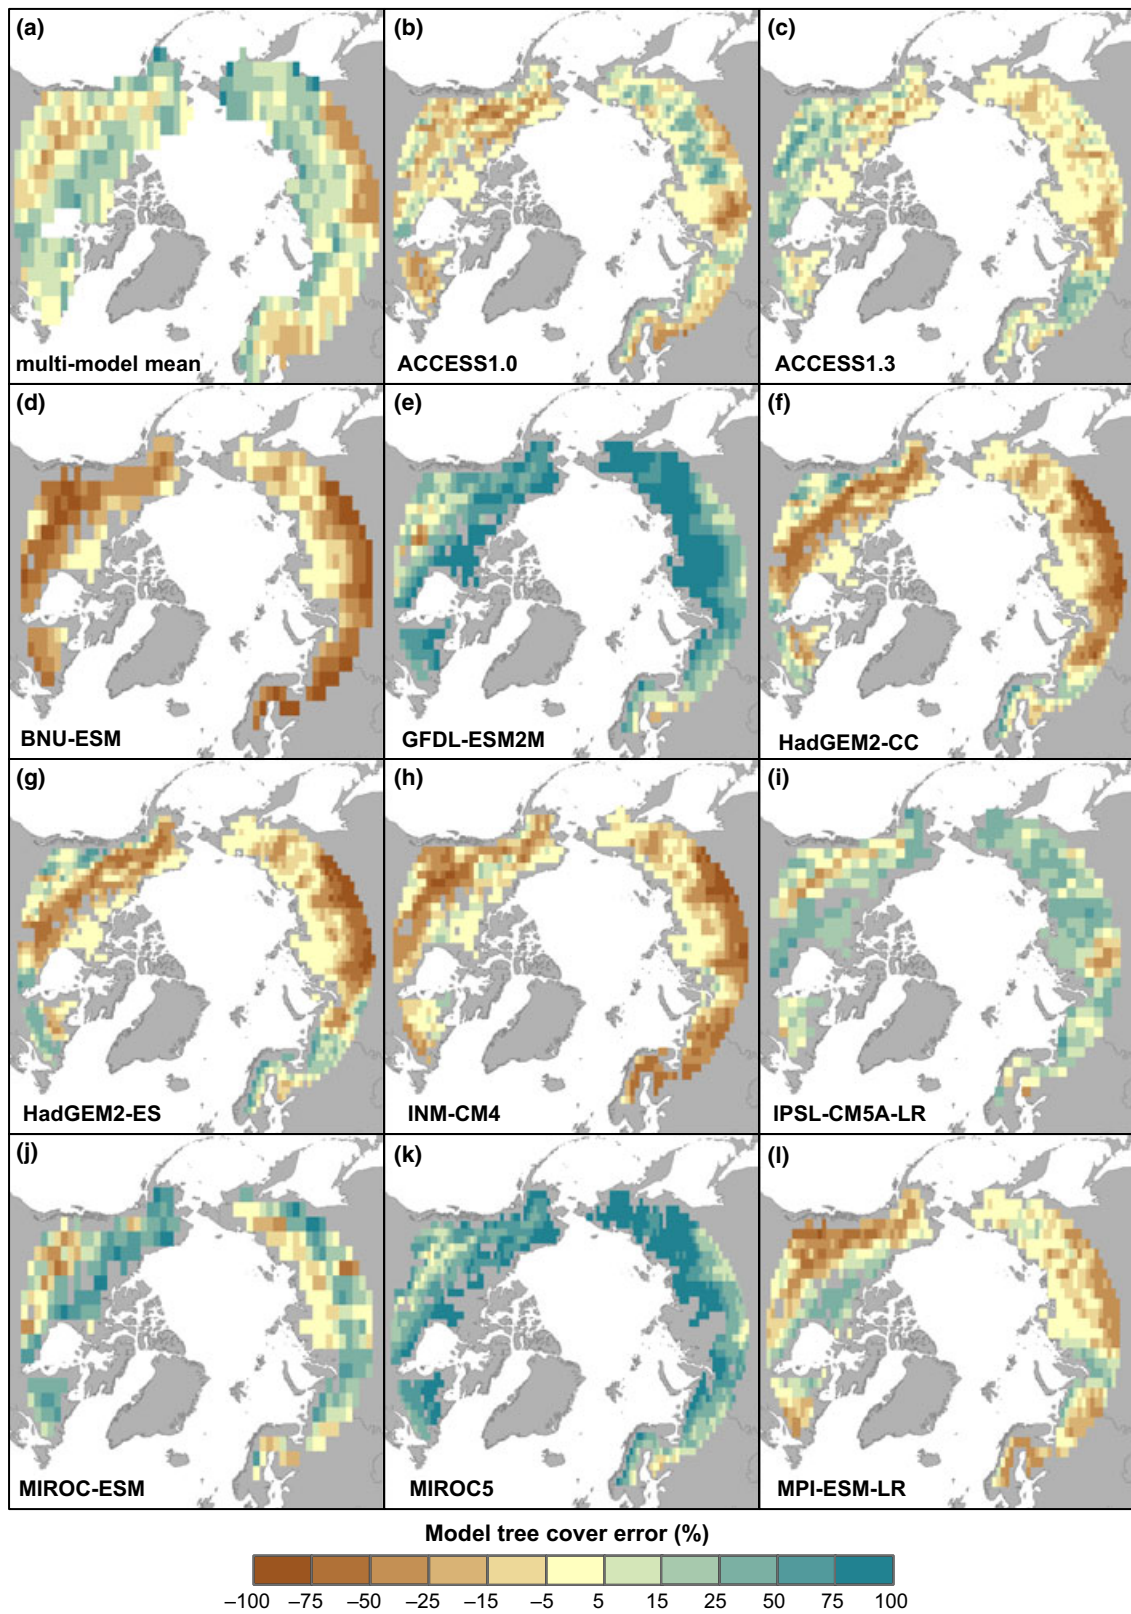 (a)
multi-model mean
(b)
ACCESS1.0
(c)
ACCESS1.3
(d)
BNU-ESM
(e)
GFDL-ESM2M
(f)
HadGEM2-CC
(g)
HadGEM2-ES
(h)
INM-CM4
(i)
IPSL-CM5A-LR
(j)
MIROC-ESM
(k)
MIROC5
(l)
MPI-ESM-LR
Model tree cover error (%)
–100 –75 –50 –25 –15 –5 5 15 25 50 75 100